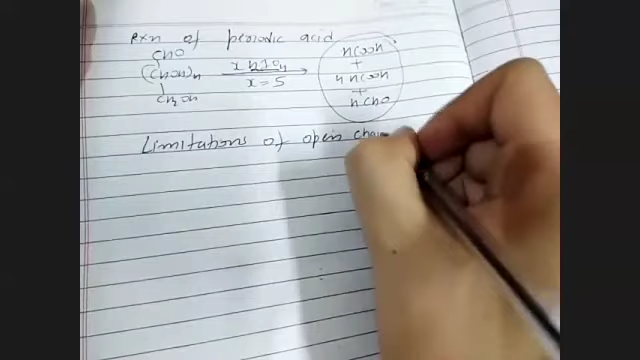 Rxn of periodic acid
CHO
(CHOH)n x HIO4 HCOOH
x = 5 +
CH2OH 4 HCOOH
+
HCHO
Limitations of open chain